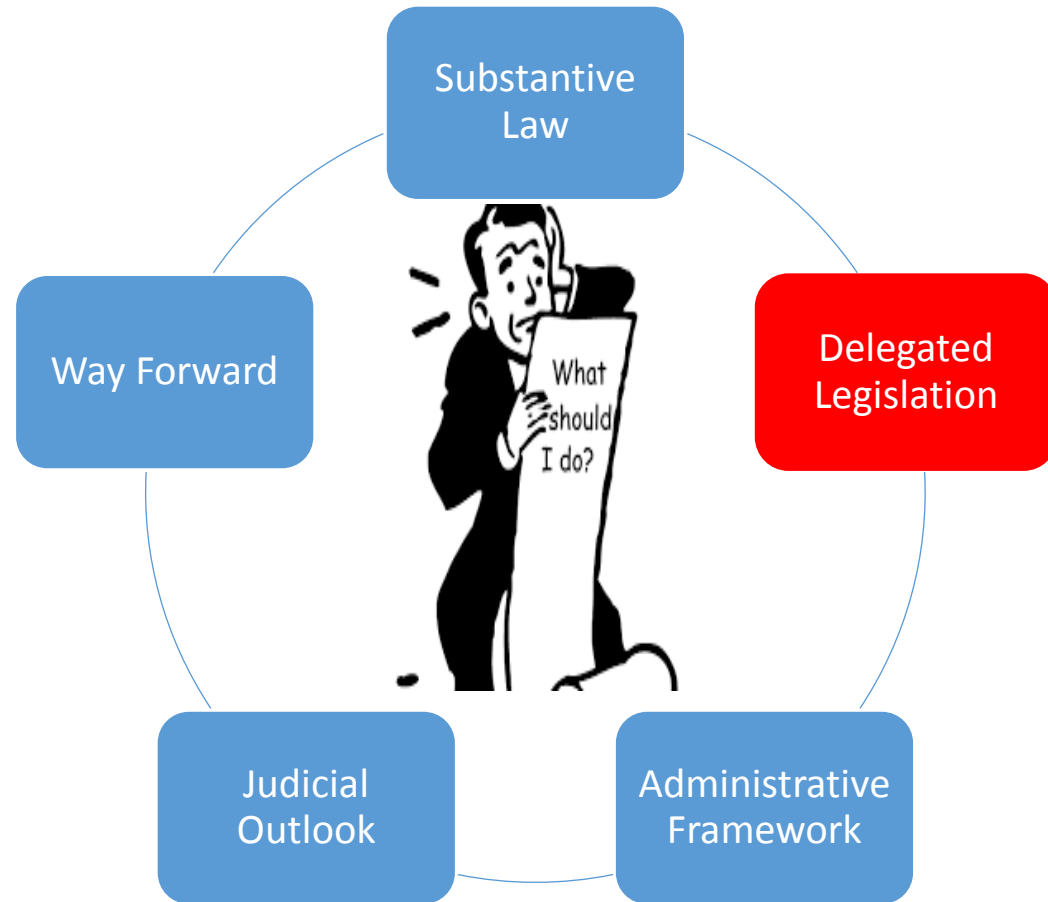 Substantive
Law
Delegated
Legislation
Administrative
Framework
Judicial
Outlook
Way Forward
What
should
I do?